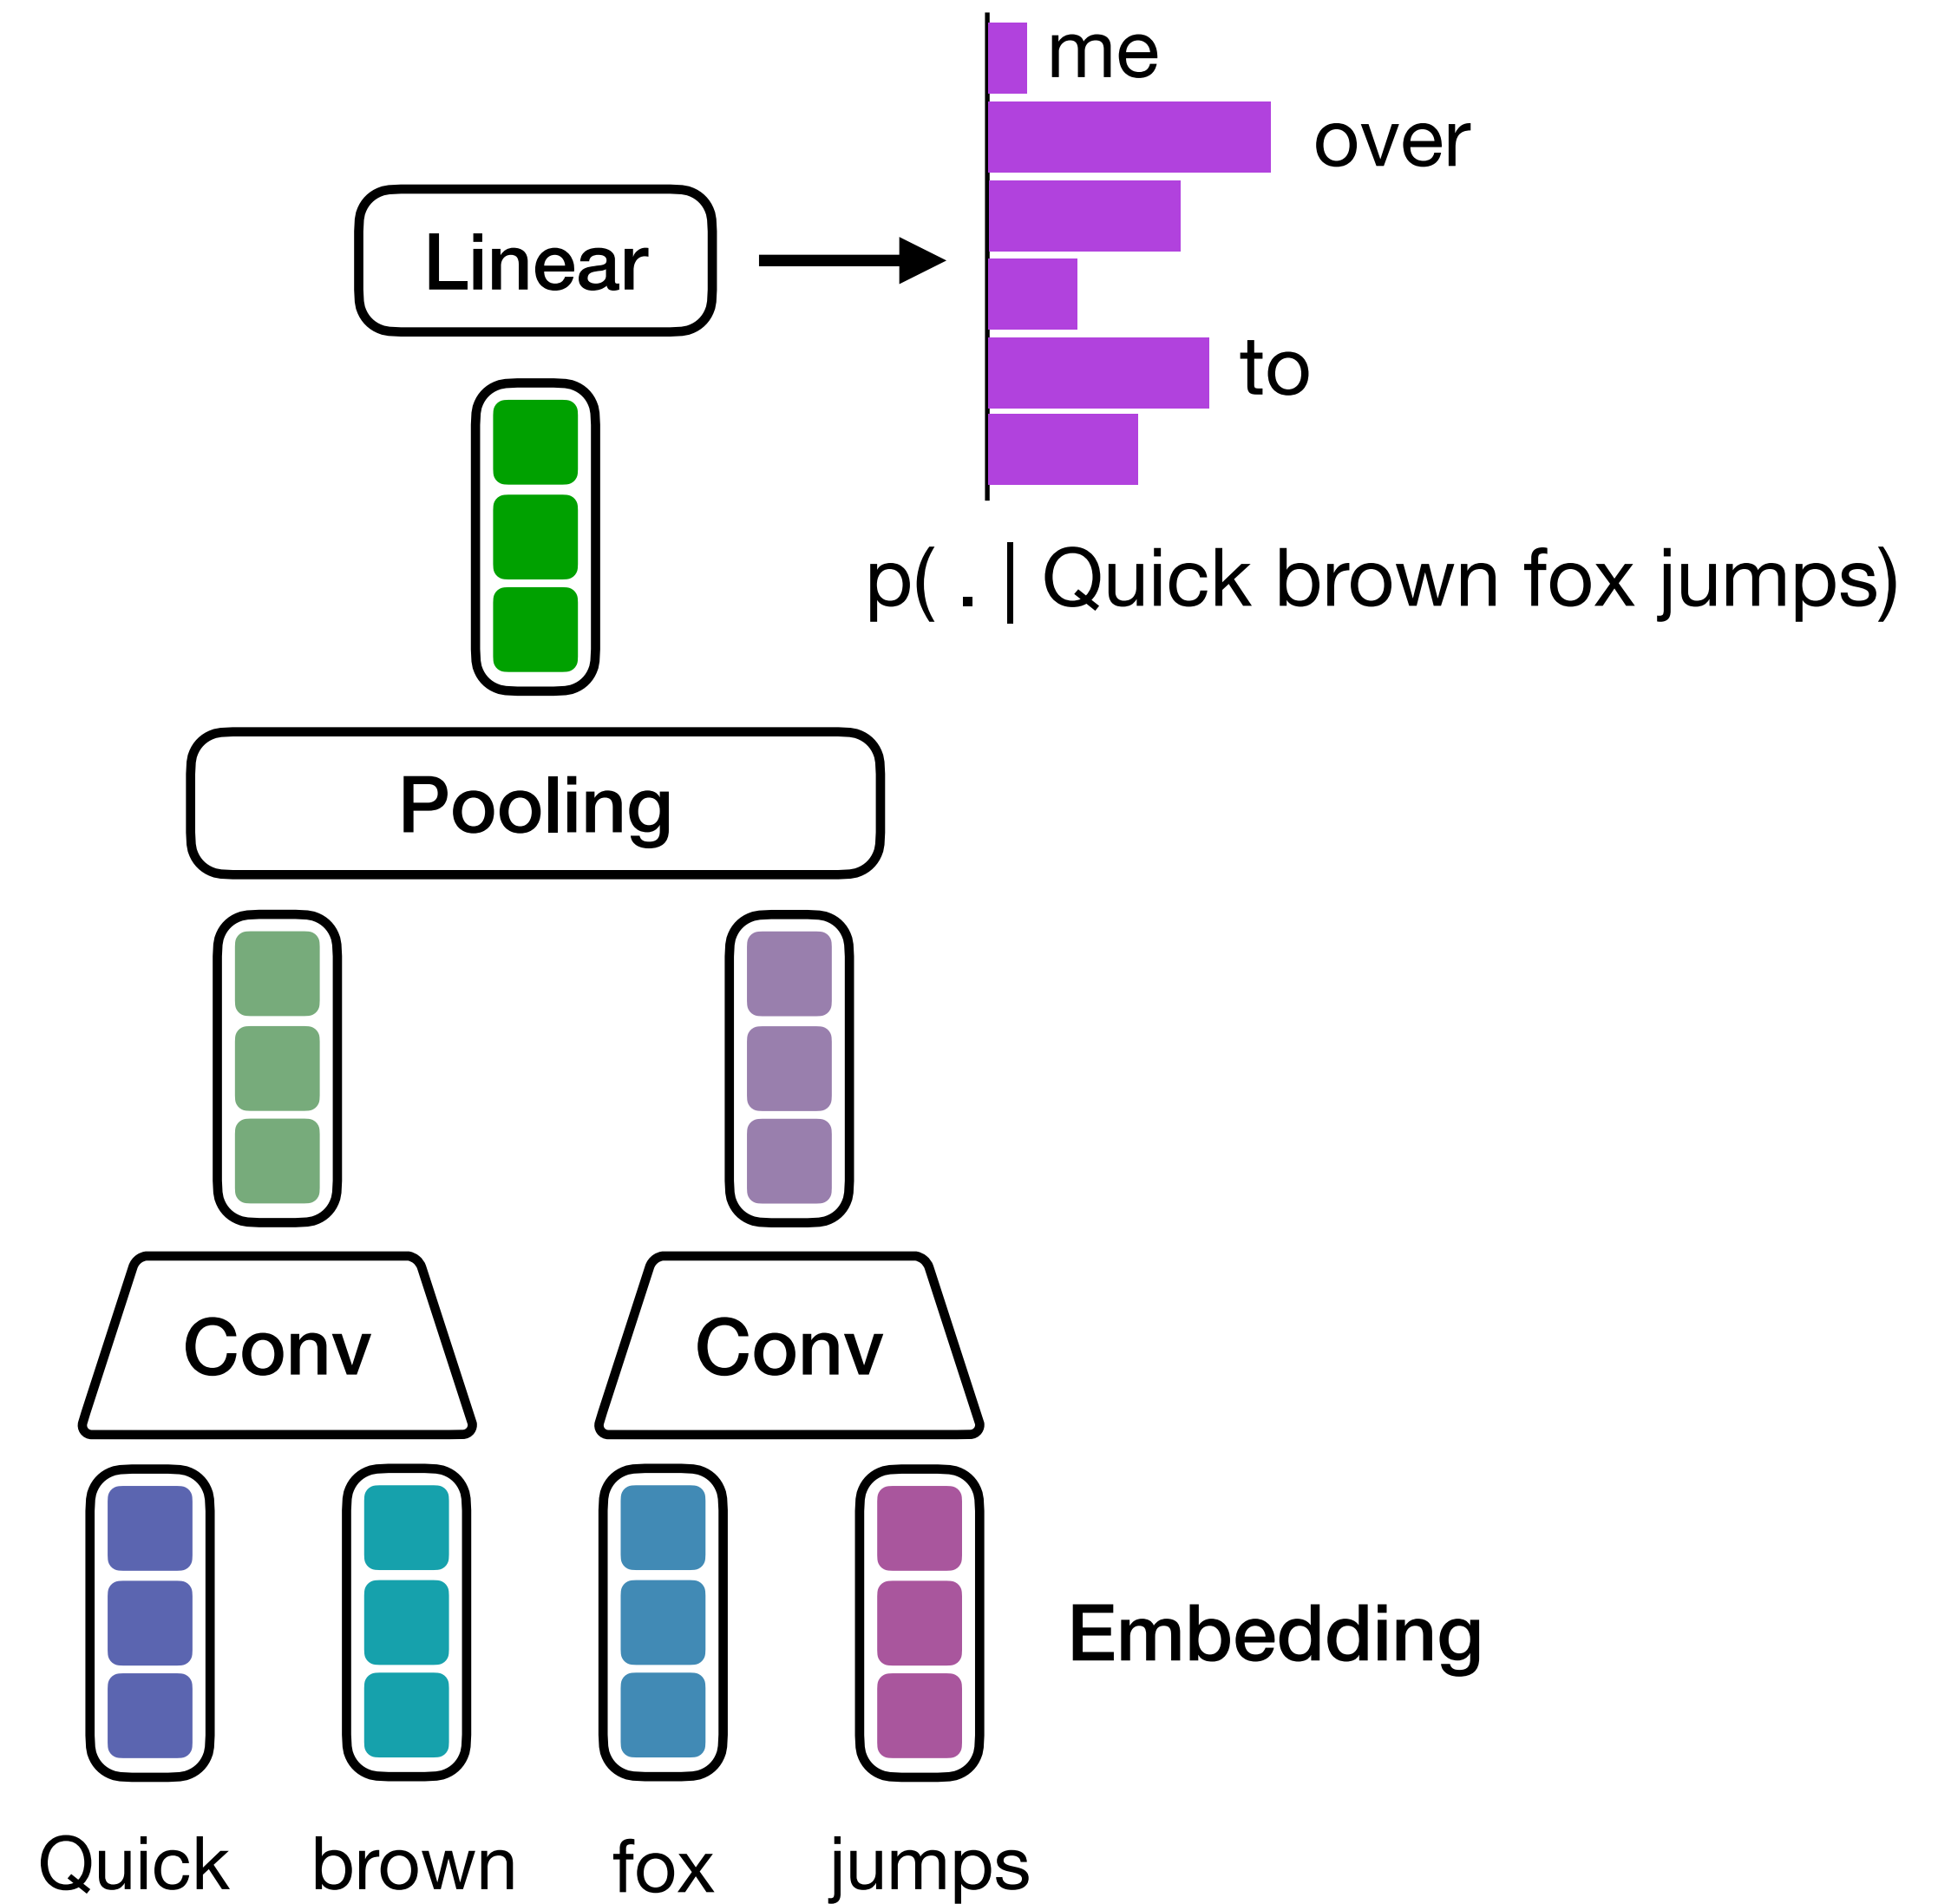 me
over
Linear
to
p( . | Quick brown fox jumps)
Pooling
Conv Conv
Embedding
Quick brown fox jumps